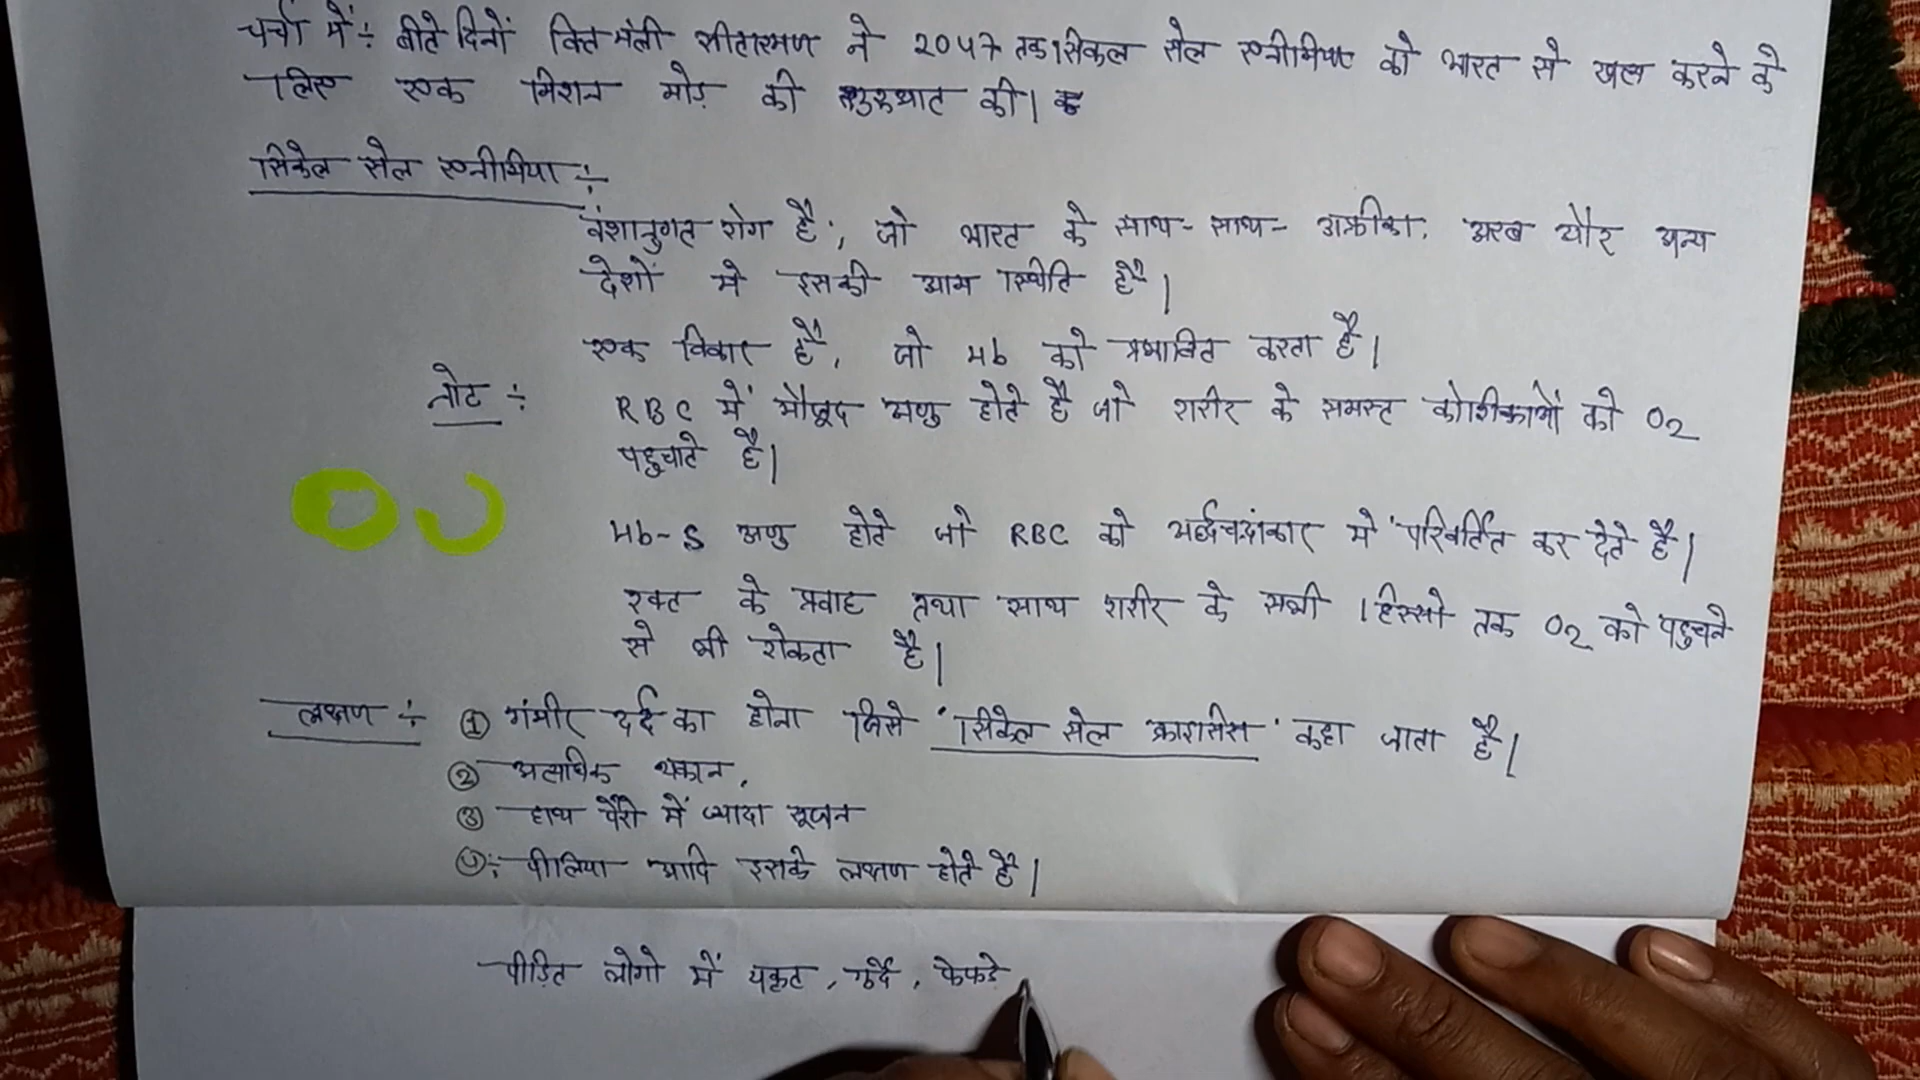 चर्चा में ÷ बीते दिनों वित्त मंत्री सीतारमण ने 2047 तक सिकल सेल एनीमिया को भारत से खत्म करने के
लिए एक मिशन मोड़ की शुरुआत की।
सिकेल सेल एनीमिया ÷
वंशानुगत रोग है, जो भारत के साथ-साथ- अफ्रीका, अरब और अन्य
देशों मे इसकी आम स्थिति है।
एक विकार है, जो Hb को प्रभावित करता है।
नोट ÷ RBC में मौजूद अणु होते है जो शरीर के समस्त कोशिकाओं को O2
पहुचाते है।
Hb-S अणु होते जो RBC को अर्द्धचद्रांकार मे परिवर्तित कर देते है।
रक्त के प्रवाह तथा साथ शरीर के सभी हिस्सो तक O2 को पहुचने
से भी रोकता है।
लक्षण ÷ ① गंभीर दर्द का होना जिसे 'सिकेल सेल क्राइसिस' कहा जाता है।
② अत्यधिक थकान,
③ हाथ पैरो में ज्यादा सूजन
④÷ पीलिया आदि इसके लक्षण होते है।
पीड़ित लोगो में यकृत, गुर्दे, फेफडे